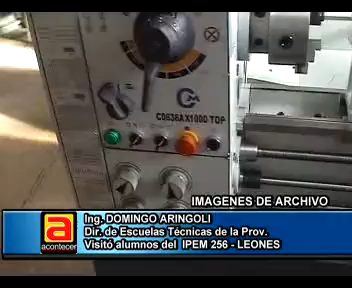 C0636AX1000 TOP
IMAGENES DE ARCHIVO
a
acontecer
Ing. DOMINGO ARINGOLI
Dir. de Escuelas Técnicas de la Prov.
Visitó alumnos del IPEM 256 - LEONES